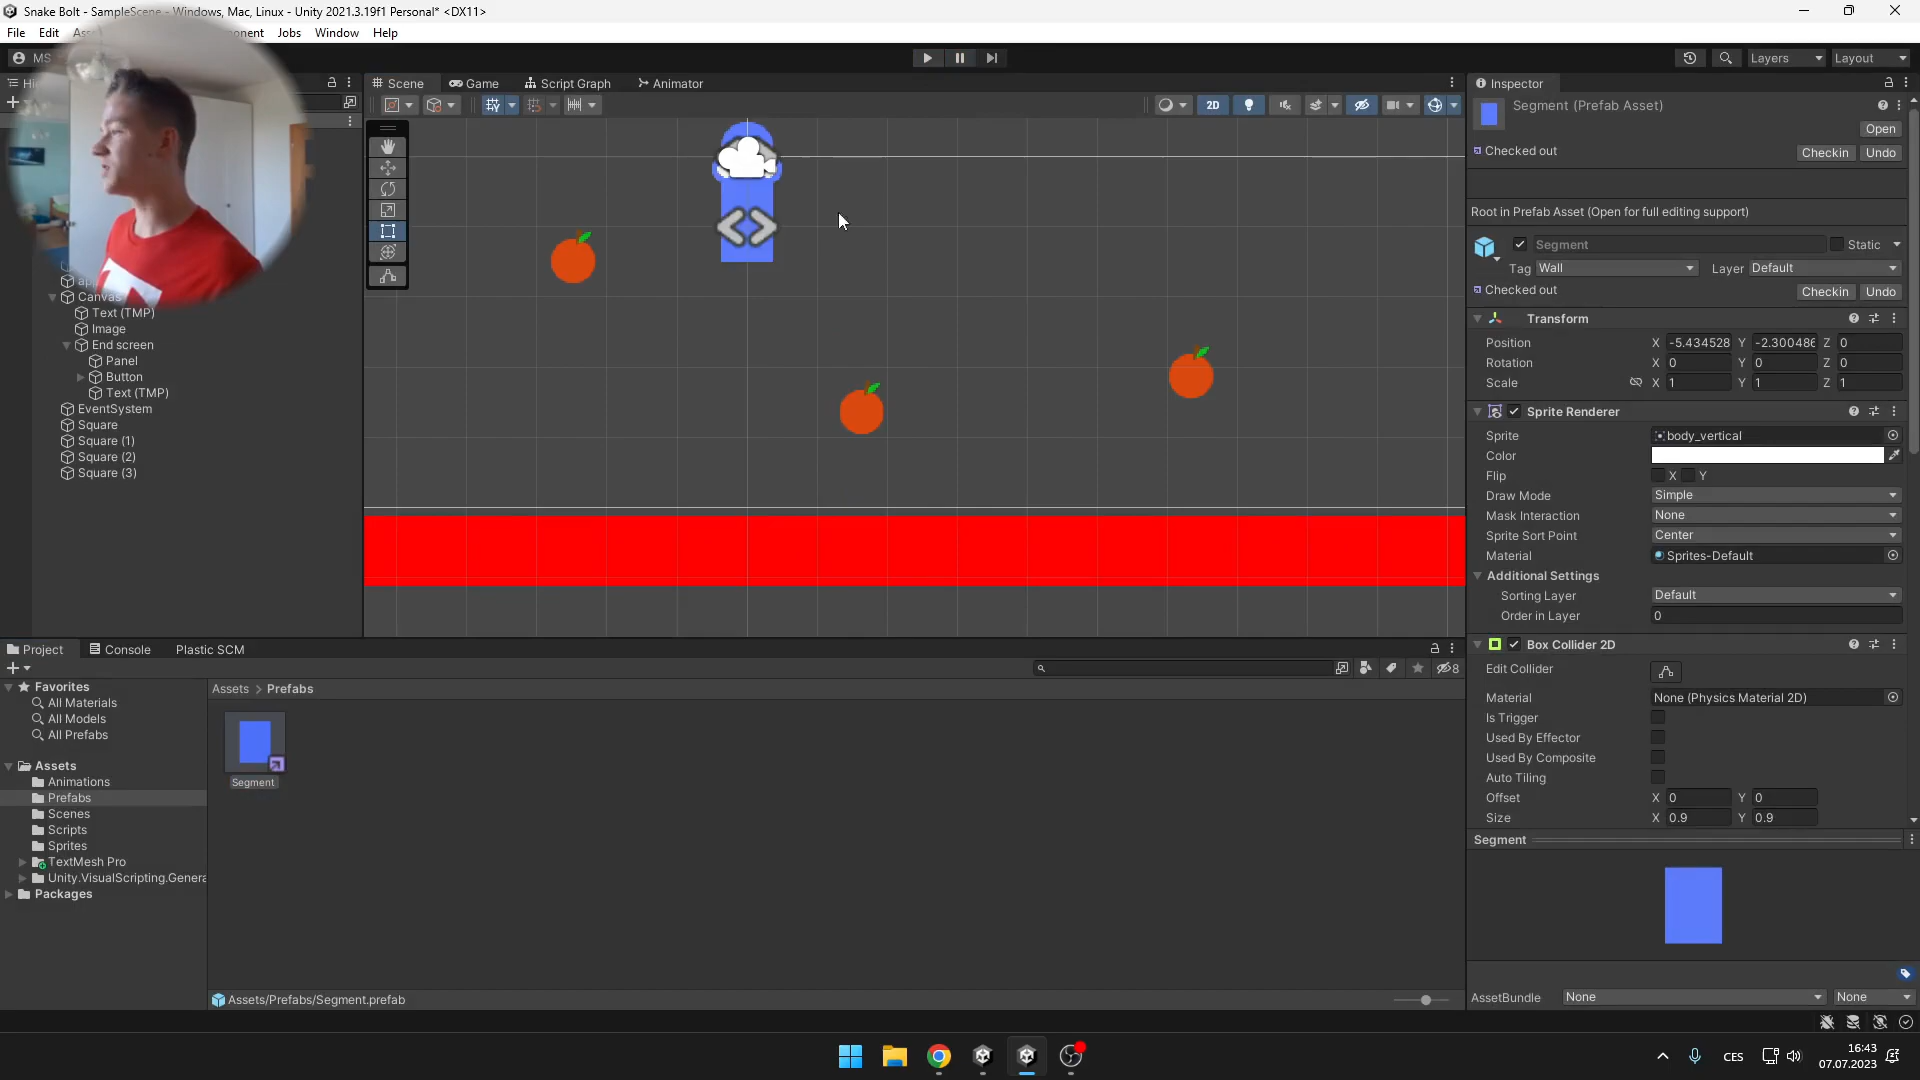 Snake Bolt - SampleScene - Windows, Mac, Linux - Unity 2021.3.19f1 Personal* <DX11>
File Edit Jobs Window Help
MS
Layers Layout
Scene Game Script Graph Animator
2D
Canvas
Text (TMP)
Image
End screen
Panel
Button
Text (TMP)
EventSystem
Square
Square (1)
Square (2)
Square (3)
Inspector
Segment (Prefab Asset)
Open
Checked out Checkin Undo
Root in Prefab Asset (Open for full editing support)
Segment Static
Tag Wall Layer Default
Checked out Checkin Undo
Transform
Position X -5.434528 Y -2.300486 Z 0
Rotation X 0 Y 0 Z 0
Scale X 1 Y 1 Z 1
Sprite Renderer
Sprite body_vertical
Color
Flip X Y
Draw Mode Simple
Mask Interaction None
Sprite Sort Point Center
Material Sprites-Default
Additional Settings
Sorting Layer Default
Order in Layer 0
Box Collider 2D
Edit Collider
Material None (Physics Material 2D)
Is Trigger
Used By Effector
Used By Composite
Auto Tiling
Offset X 0 Y 0
Size X 0.9 Y 0.9
Segment
AssetBundle None None
Project Console Plastic SCM
8
Favorites
All Materials
All Models
All Prefabs
Assets
Animations
Prefabs
Scenes
Scripts
Sprites
TextMesh Pro
Unity.VisualScripting.Genera
Packages
Assets > Prefabs
Segment
Assets/Prefabs/Segment.prefab
CES
16:43
07.07.2023